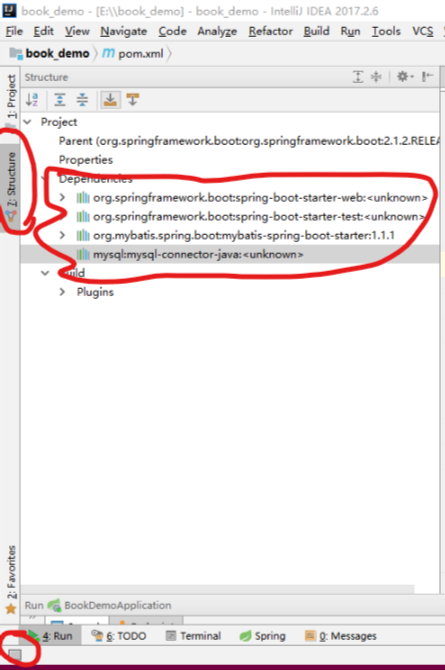 book_demo - [E:\\book_demo] - book_demo - IntelliJ IDEA 2017.2.6
File Edit View Navigate Code Analyze Refactor Build Run Tools VCS
book_demo pom.xml
1: Project
Structure
Project
Parent (org.springframework.boot:org.springframework.boot:2.1.2.RELEA
Properties
Dependencies
7: Structure
org.springframework.boot:spring-boot-starter-web:<unknown>
org.springframework.boot:spring-boot-starter-test:<unknown>
org.mybatis.spring.boot:mybatis-spring-boot-starter:1.1.1
mysql:mysql-connector-java:<unknown>
Build
Plugins
2: Favorites
Run BookDemoApplication
4: Run 6: TODO Terminal Spring 0: Messages